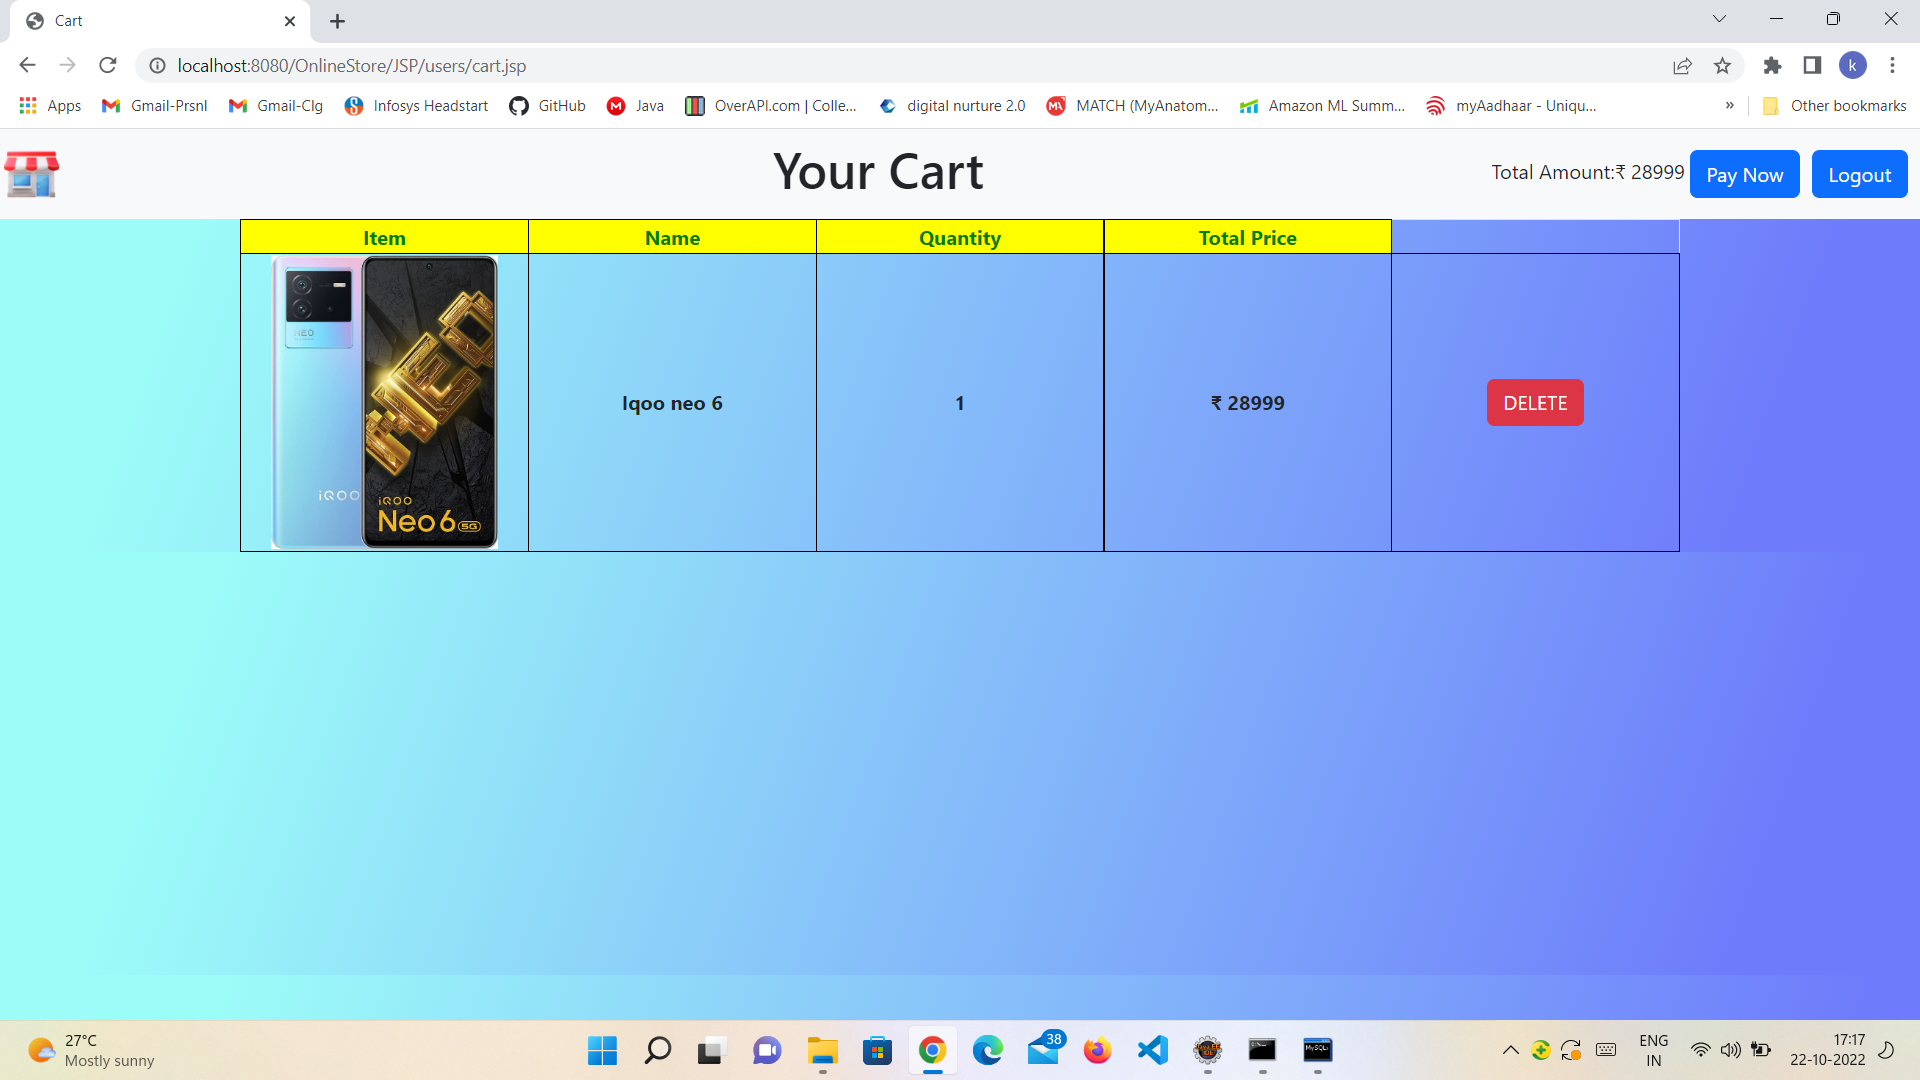 Cart
localhost:8080/OnlineStore/JSP/users/cart.jsp
k
Apps
Gmail-Prsnl
Gmail-Clg
Infosys Headstart
GitHub
Java
OverAPI.com | Colle...
digital nurture 2.0
MATCH (MyAnatom...
Amazon ML Summ...
myAadhaar - Uniqu...
»
Other bookmarks
Your Cart
Total Amount:₹ 28999
Pay Now
Logout
Item
Name
Quantity
Total Price
NEO
NEO
iQOO
iQOO
Neo 6 5G
Iqoo neo 6
1
₹ 28999
DELETE
27°C
Mostly sunny
38
ENG
IN
17:17
22-10-2022